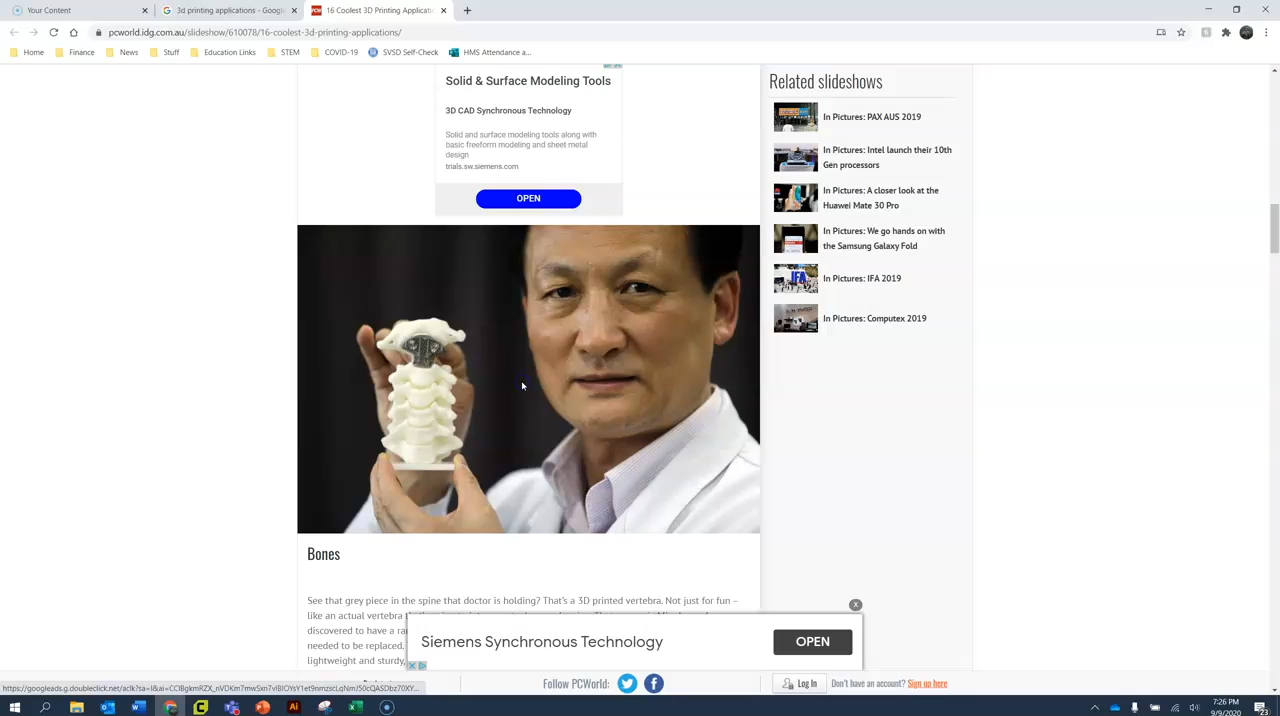 Your Content
3d printing applications - Google
16 Coolest 3D Printing Applicatio
pcworld.idg.com.au/slideshow/610078/16-coolest-3d-printing-applications/
Home
Finance
News
Stuff
Education Links
STEM
COVID-19
SVSD Self-Check
HMS Attendance a...
Solid & Surface Modeling Tools
3D CAD Synchronous Technology
Solid and surface modeling tools along with
basic freeform modeling and sheet metal
design
trials.sw.siemens.com
OPEN
Related slideshows
In Pictures: PAX AUS 2019
In Pictures: Intel launch their 10th
Gen processors
In Pictures: A closer look at the
Huawei Mate 30 Pro
In Pictures: We go hands on with
the Samsung Galaxy Fold
In Pictures: IFA 2019
In Pictures: Computex 2019
Bones
See that grey piece in the spine that doctor is holding? That's a 3D printed vertebra. Not just for fun –
like an actual vertebra
discovered to have a
needed to be replaced.
lightweight and sturdy,
Siemens Synchronous Technology
OPEN
Follow PCWorld:
Log In
Don't have an account? Sign up here
7:26 PM